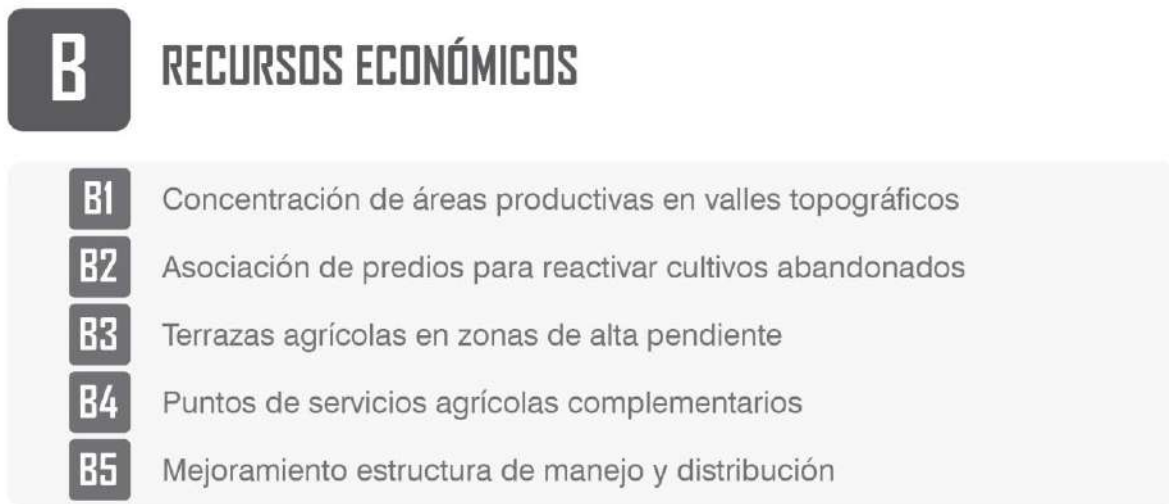 B RECURSOS ECONÓMICOS
B1 Concentración de áreas productivas en valles topográficos
B2 Asociación de predios para reactivar cultivos abandonados
B3 Terrazas agrícolas en zonas de alta pendiente
B4 Puntos de servicios agrícolas complementarios
B5 Mejoramiento estructura de manejo y distribución